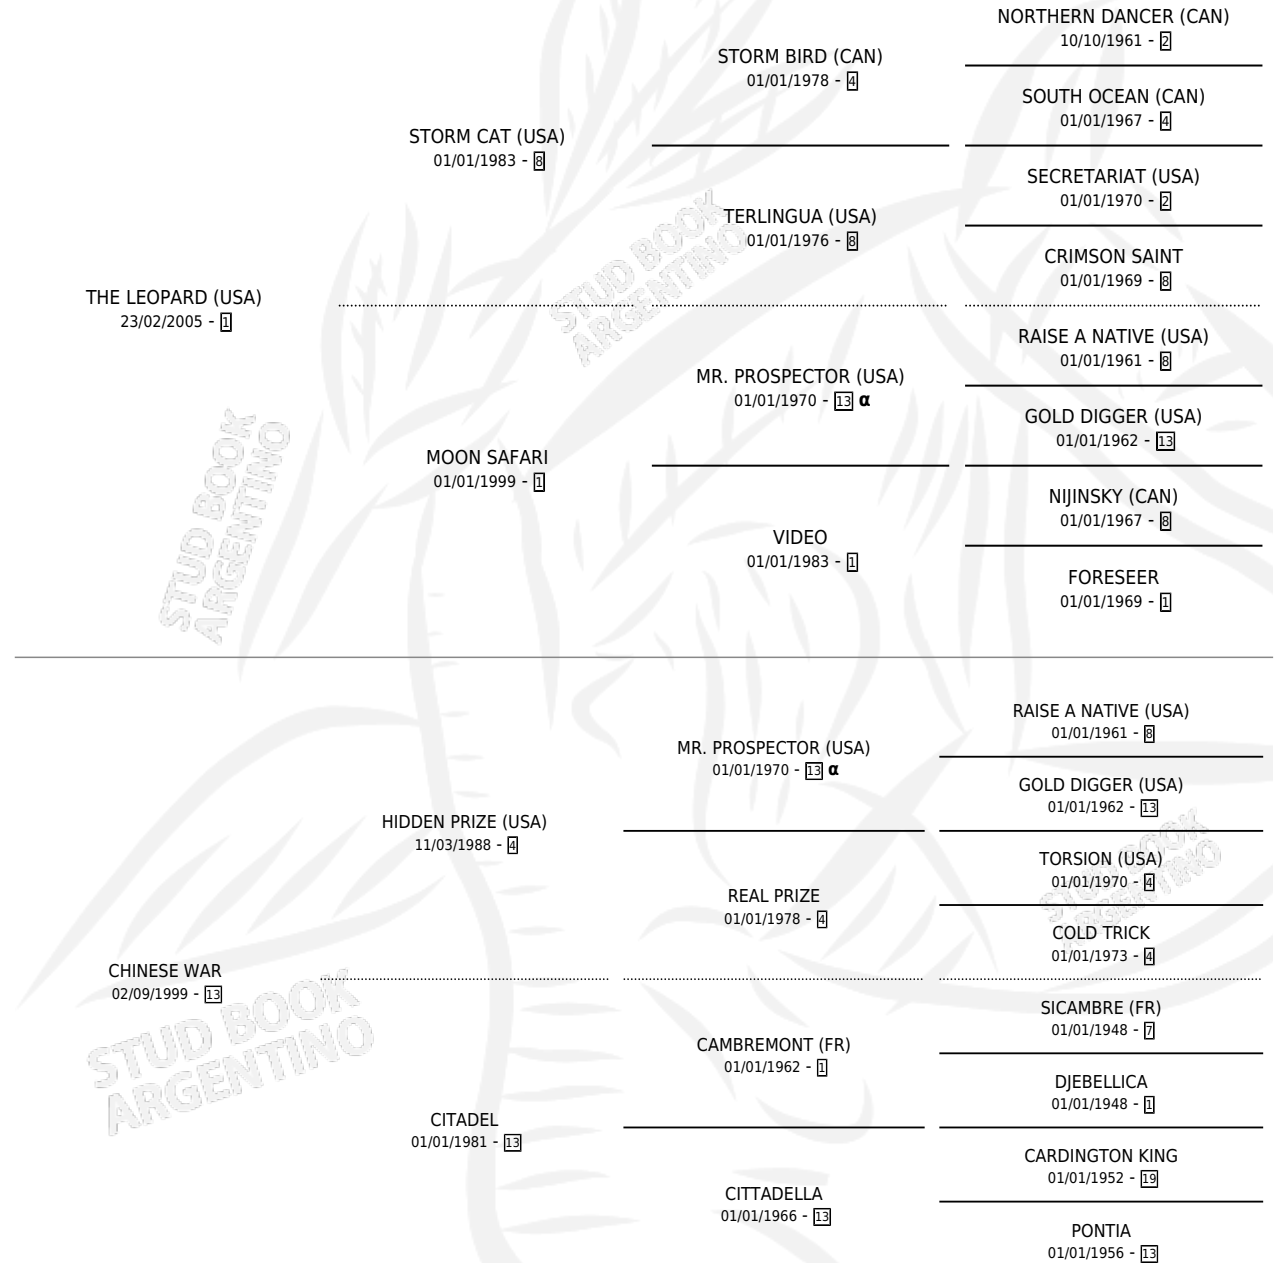 NORTHERN DANCER (CAN)
10/10/1961 - 2
STORM BIRD (CAN)
01/01/1978 - 4
SOUTH OCEAN (CAN)
01/01/1967 - 4
STORM CAT (USA)
01/01/1983 - 8
SECRETARIAT (USA)
01/01/1970 - 2
TERLINGUA (USA)
01/01/1976 - 8
CRIMSON SAINT
01/01/1969 - 8
THE LEOPARD (USA)
23/02/2005 - 1
STUD BOOK
ARGENTINO
RAISE A NATIVE (USA)
01/01/1961 - 8
MR. PROSPECTOR (USA)
01/01/1970 - 13 α
GOLD DIGGER (USA)
01/01/1962 - 13
MOON SAFARI
01/01/1999 - 1
NIJINSKY (CAN)
01/01/1967 - 8
VIDEO
01/01/1983 - 1
FORESEER
01/01/1969 - 1
STUD BOOK
ARGENTINO
RAISE A NATIVE (USA)
01/01/1961 - 8
MR. PROSPECTOR (USA)
01/01/1970 - 13 α
GOLD DIGGER (USA)
01/01/1962 - 13
HIDDEN PRIZE (USA)
11/03/1988 - 4
TORSION (USA)
01/01/1970 - 4
REAL PRIZE
01/01/1978 - 4
COLD TRICK
01/01/1973 - 4
STUD BOOK
ARGENTINO
CHINESE WAR
02/09/1999 - 13
STUD BOOK
ARGENTINO
SICAMBRE (FR)
01/01/1948 - 7
CAMBREMONT (FR)
01/01/1962 - 1
DJEBELLICA
01/01/1948 - 1
CITADEL
01/01/1981 - 13
CARDINGTON KING
01/01/1952 - 19
CITTADELLA
01/01/1966 - 13
PONTIA
01/01/1956 - 13